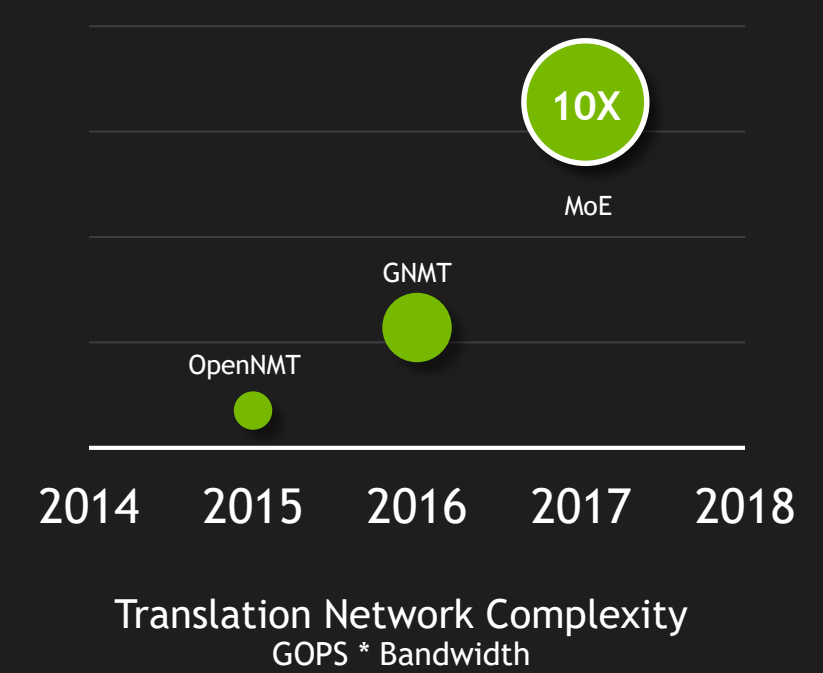 10X
MoE
GNMT
OpenNMT
2014 2015 2016 2017 2018
Translation Network Complexity
GOPS * Bandwidth